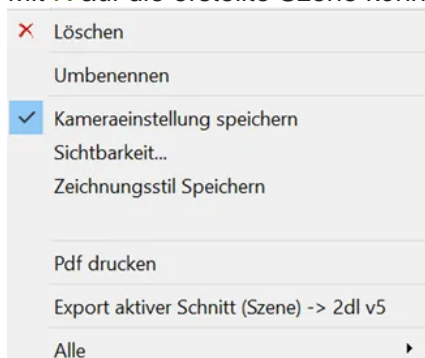 Löschen
Umbenennen
Kameraeinstellung speichern
Sichtbarkeit...
Zeichnungsstil Speichern
Pdf drucken
Export aktiver Schnitt (Szene) -> 2dl v5
Alle